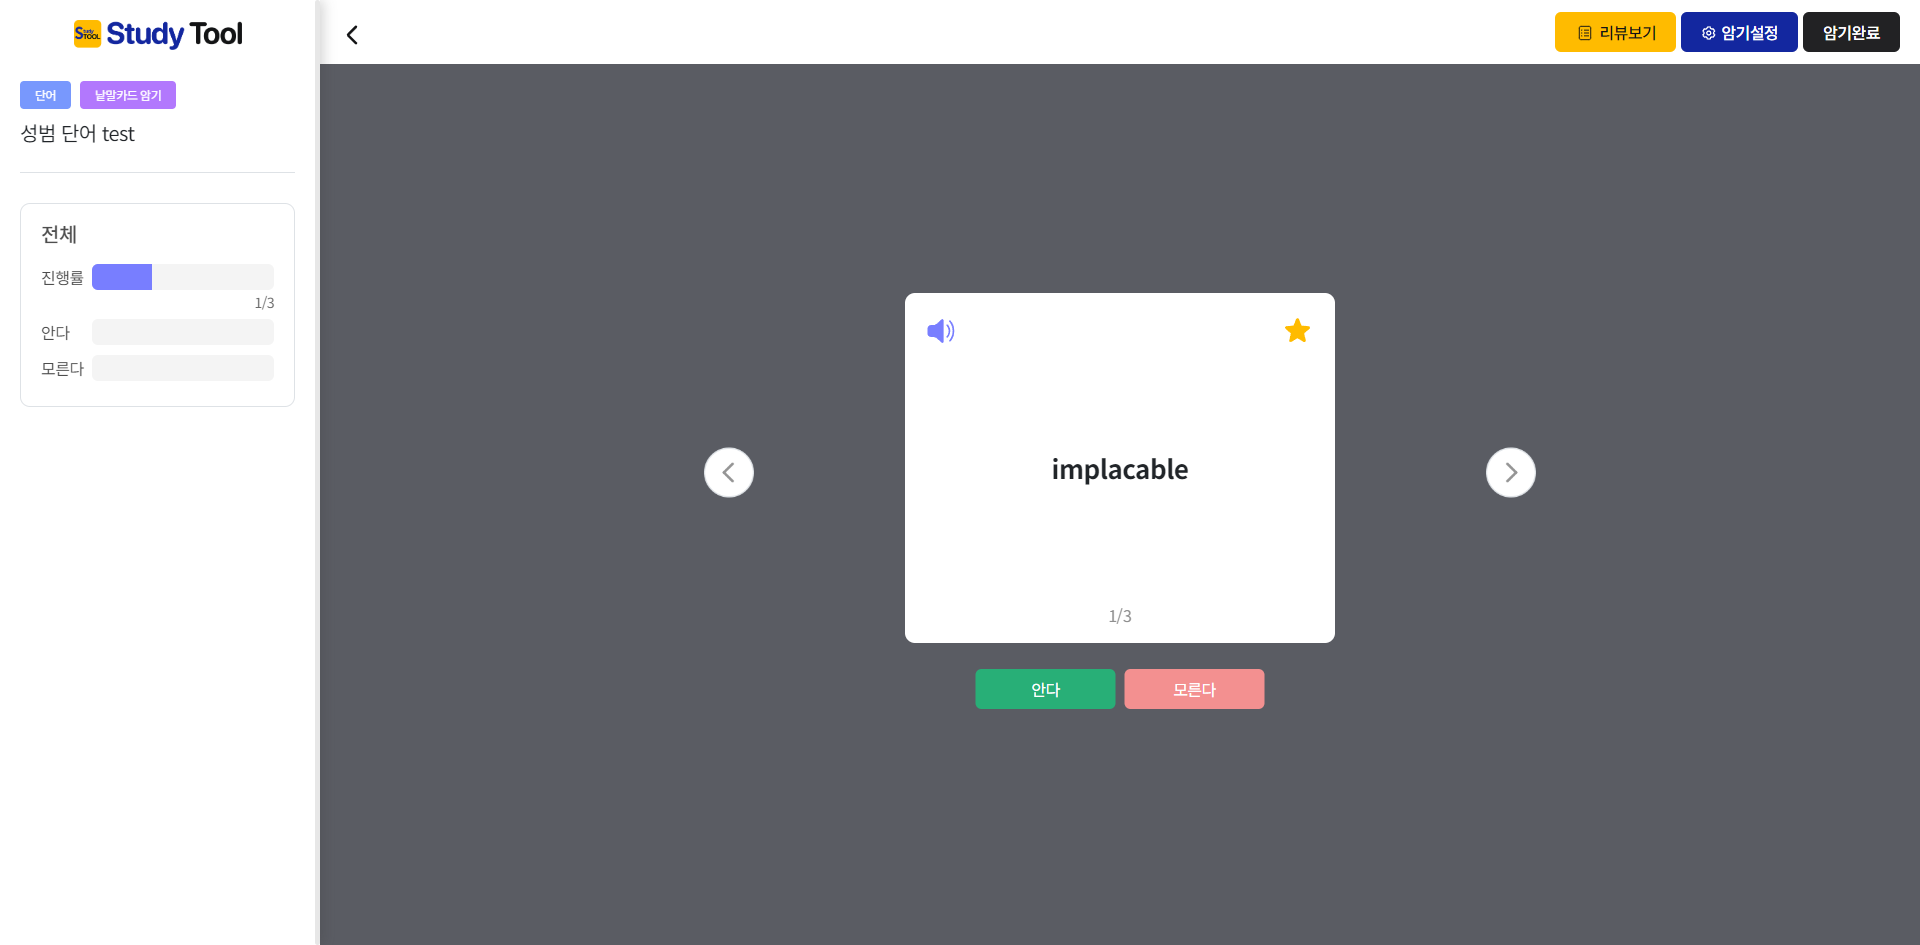 Study TOOL Study Tool
단어 낱말카드 암기
성범 단어 test
전체
진행률
1/3
안다
모른다
리뷰보기 암기설정 암기완료
implacable
1/3
안다 모른다